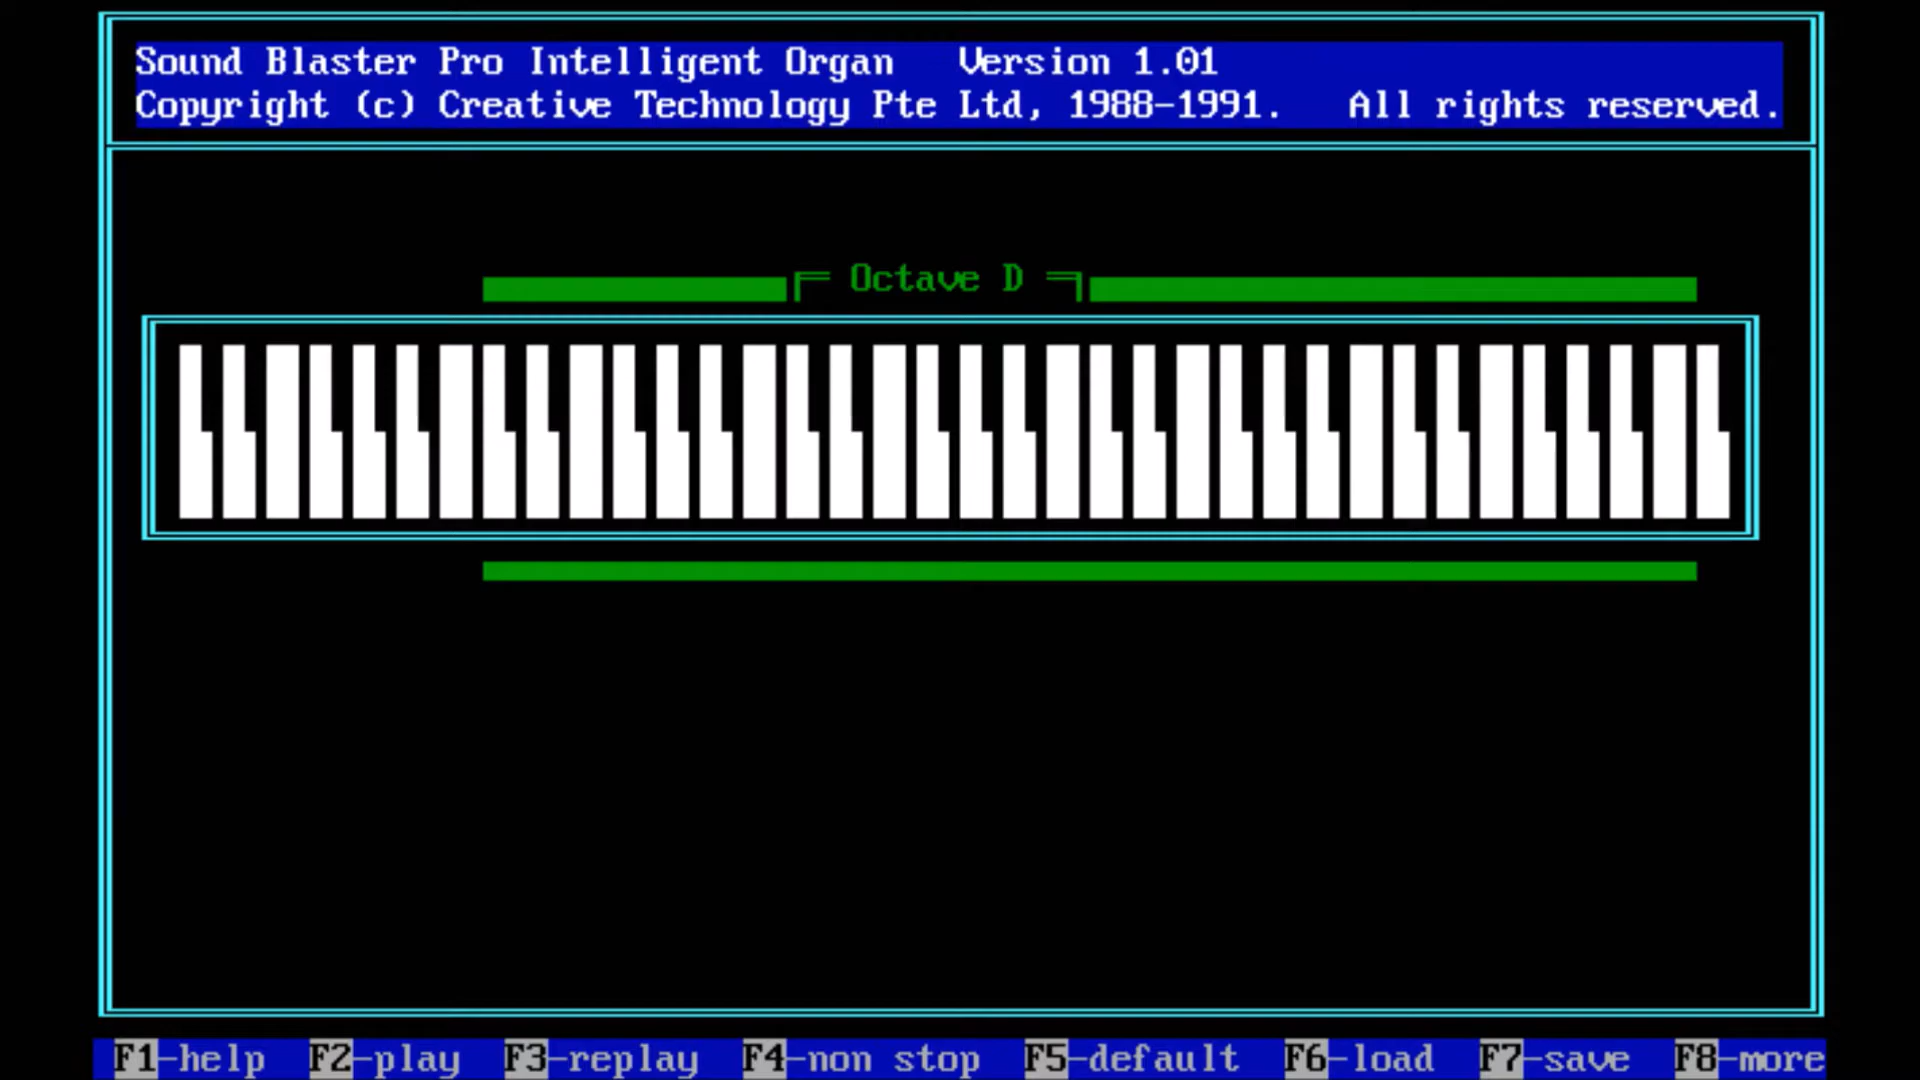 Sound Blaster Pro Intelligent Organ   Version 1.01
Copyright (c) Creative Technology Pte Ltd, 1988-1991.   All rights reserved.
Octave D
F1-help  F2-play  F3-replay  F4-non stop  F5-default  F6-load  F7-save  F8-more